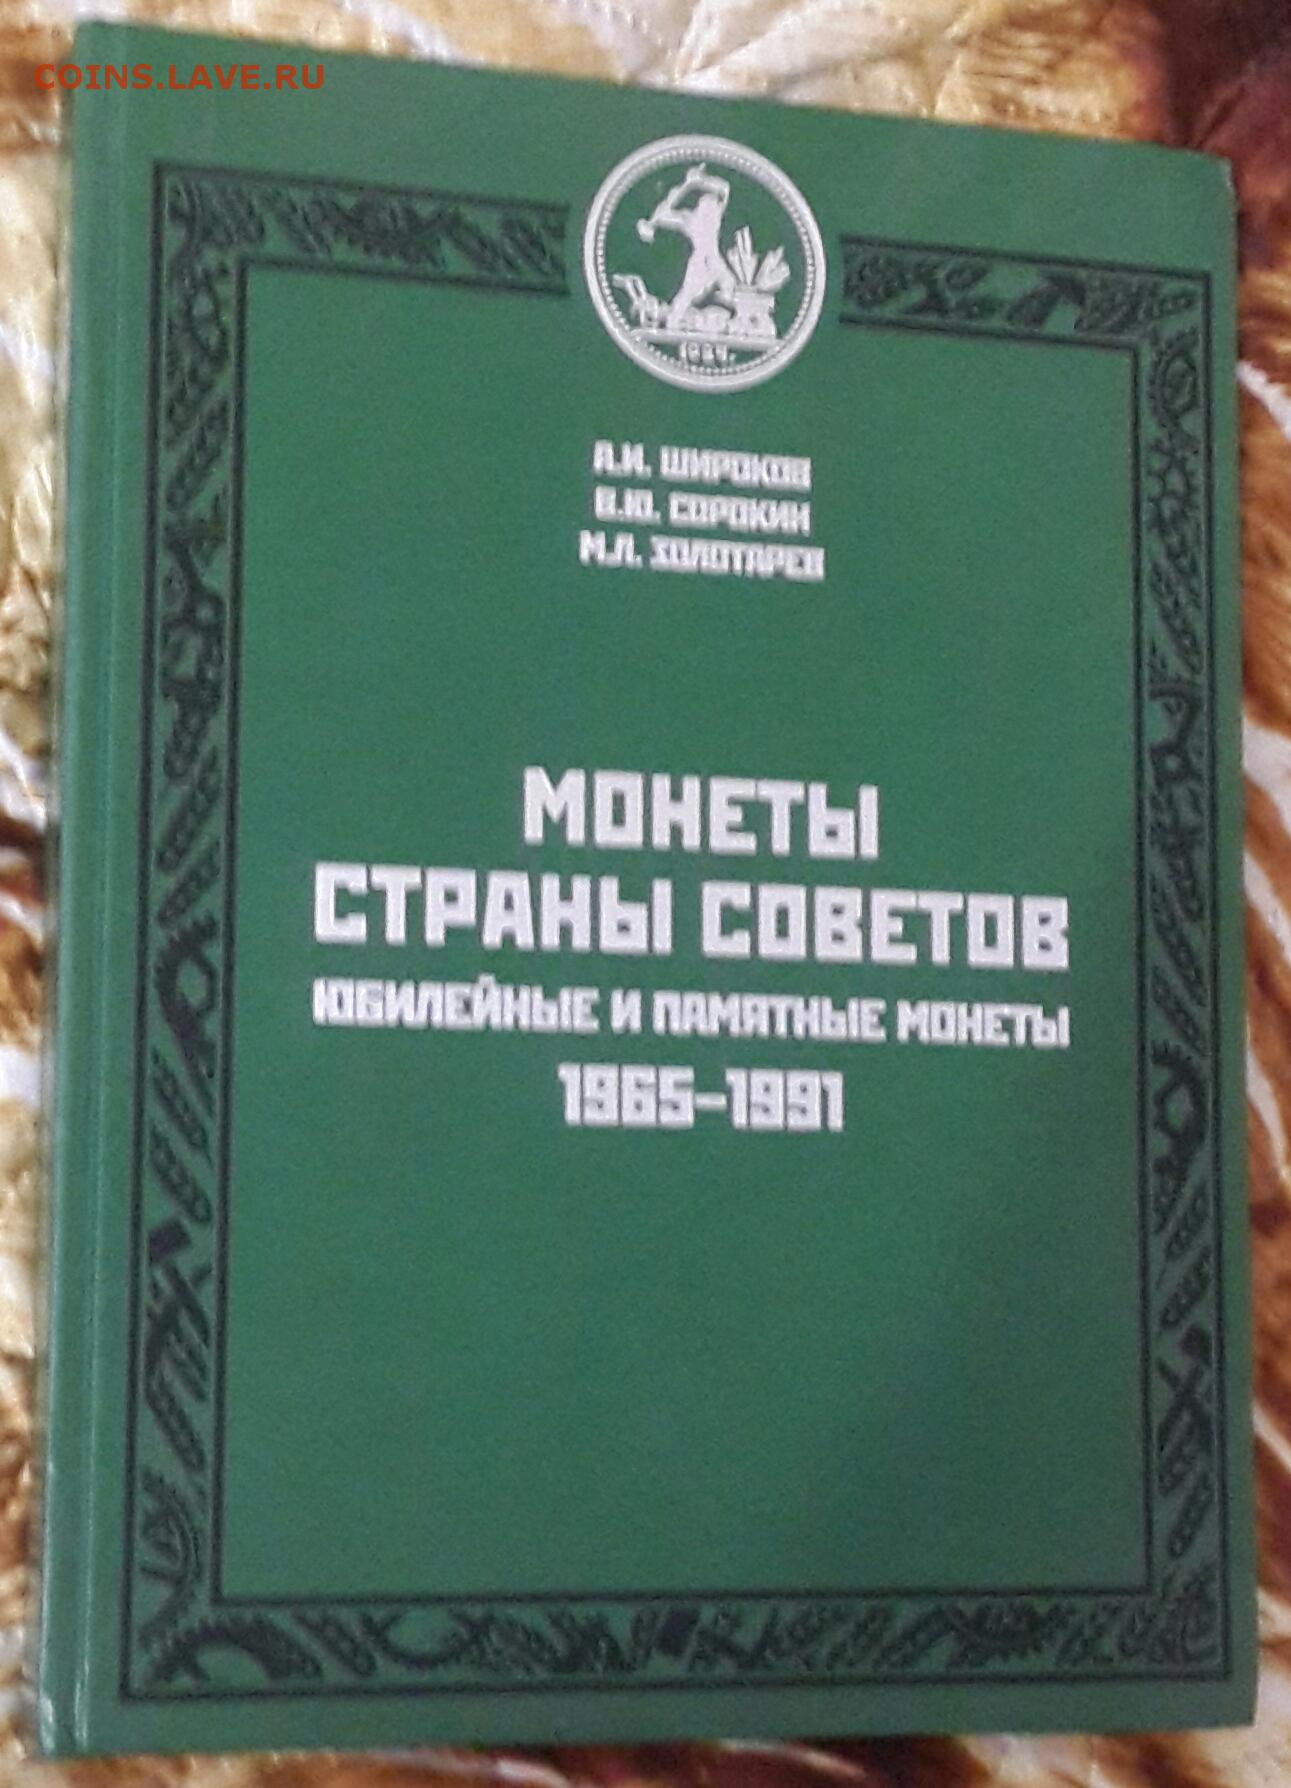 COINS.LAVE.RU
А.И. ШИРОКОВ
В.Ю. СОРОКИН
М.Л. ЗОЛОТАРЕВ
МОНЕТЫ
СТРАНЫ СОВЕТОВ
ЮБИЛЕЙНЫЕ И ПАМЯТНЫЕ МОНЕТЫ
1965–1991